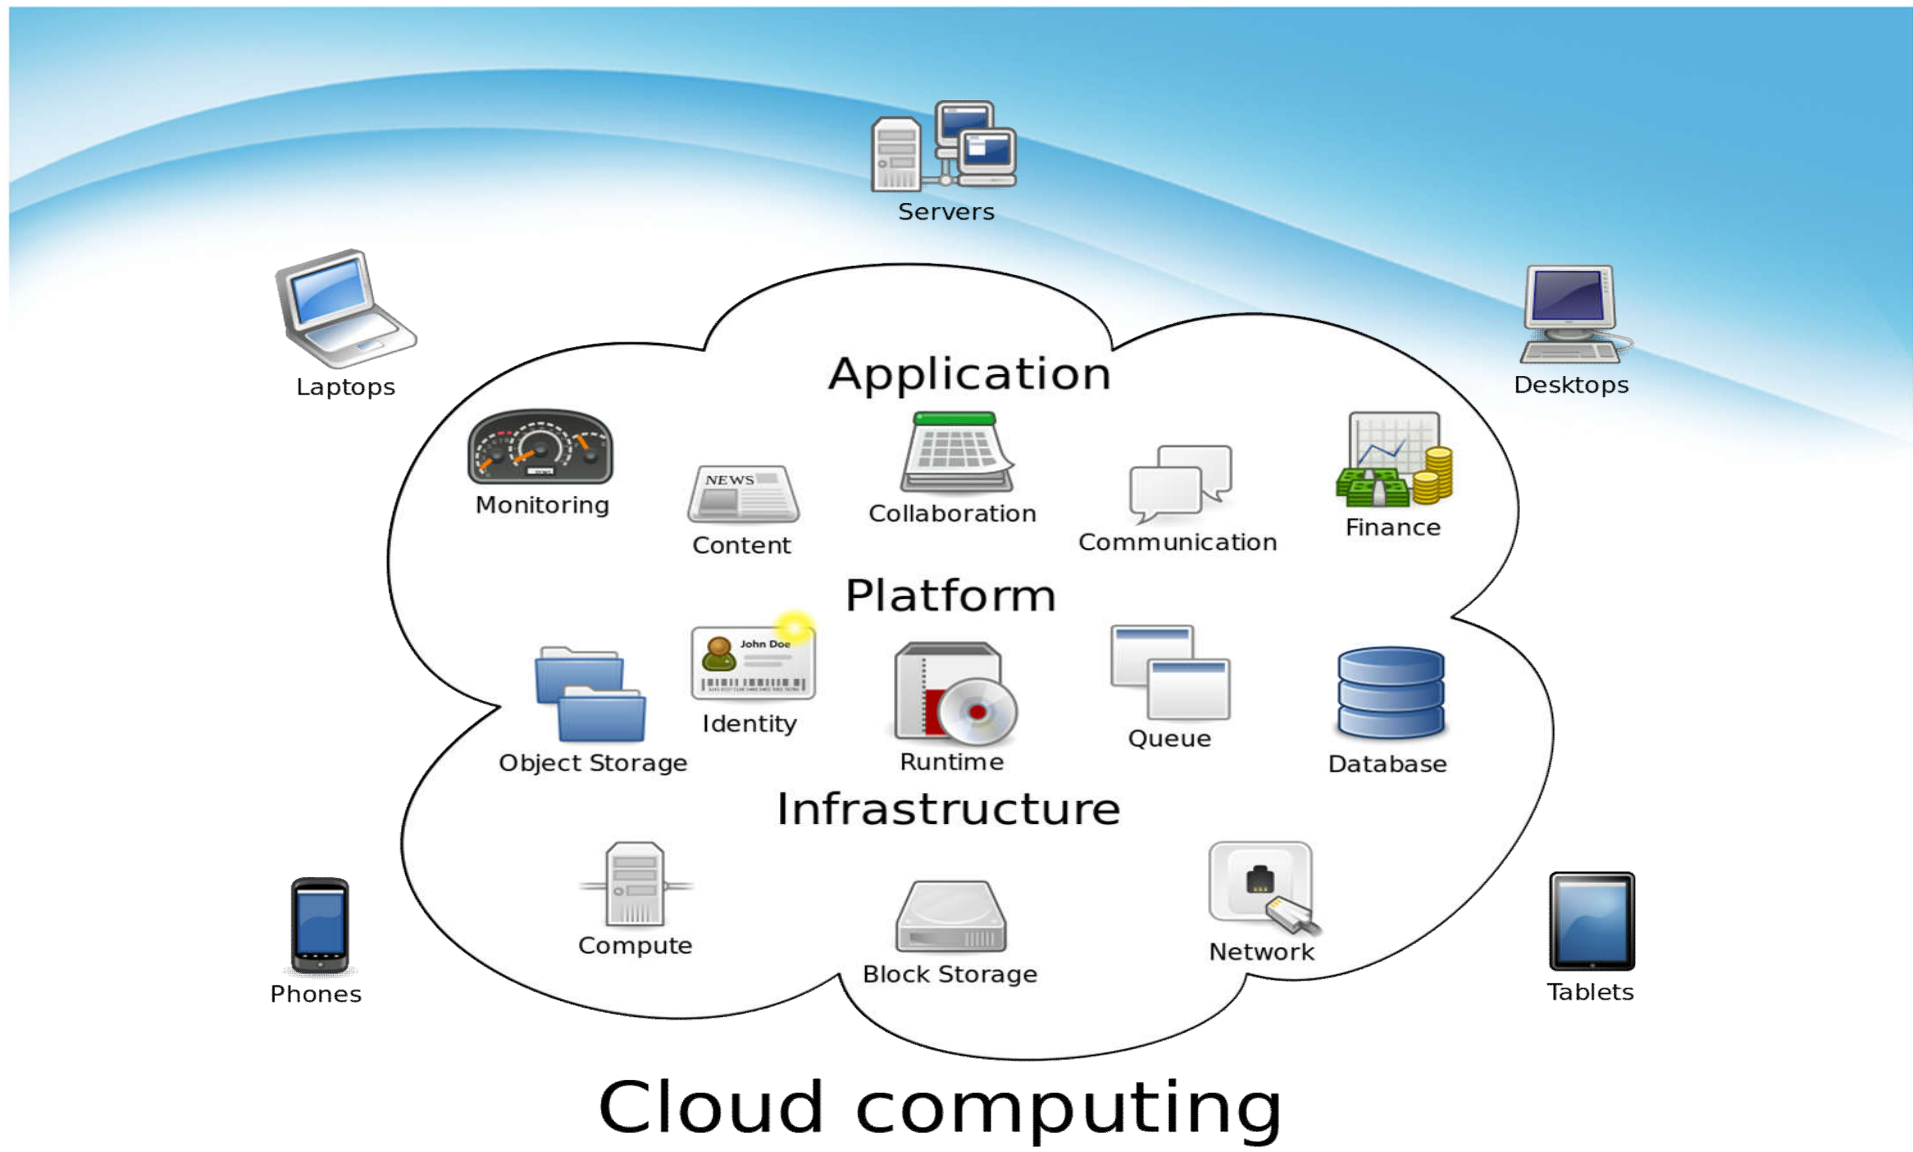 Servers
Laptops
Desktops
Application
Monitoring
NEWS
Content
Collaboration
Communication
Finance
Platform
Object Storage
John Doe
Identity
Runtime
Queue
Database
Infrastructure
Compute
Block Storage
Network
Phones
Tablets
Cloud computing